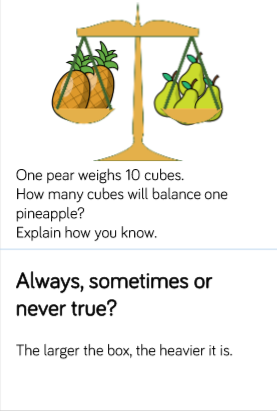 One pear weighs 10 cubes.
How many cubes will balance one
pineapple?
Explain how you know.
Always, sometimes or
never true?
The larger the box, the heavier it is.